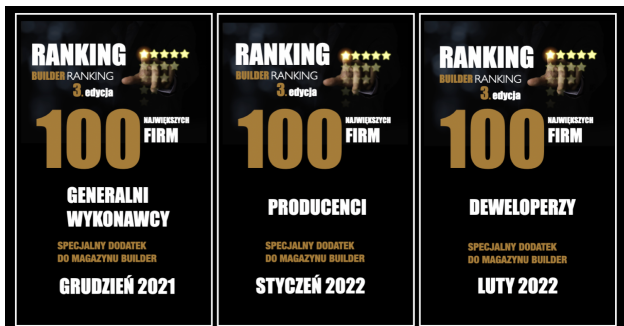 RANKING
BUILDER RANKING
3. edycja
100
NAJWIĘKSZYCH
FIRM
GENERALNI
WYKONAWCY
SPECJALNY DODATEK
DO MAGAZYNU BUILDER
GRUDZIEŃ 2021
RANKING
BUILDER RANKING
3. edycja
100
NAJWIĘKSZYCH
FIRM
PRODUCENCI
SPECJALNY DODATEK
DO MAGAZYNU BUILDER
STYCZEŃ 2022
RANKING
BUILDER RANKING
3. edycja
100
NAJWIĘKSZYCH
FIRM
DEWELOPERZY
SPECJALNY DODATEK
DO MAGAZYNU BUILDER
LUTY 2022